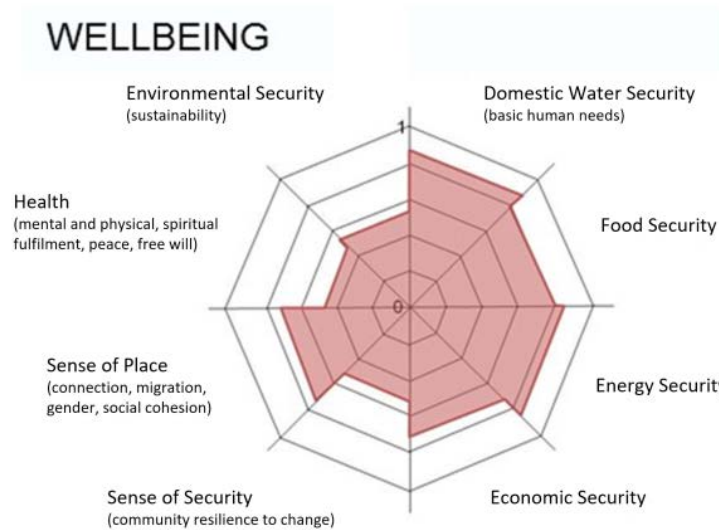 WELLBEING
Environmental Security
(sustainability)
Domestic Water Security
(basic human needs)
1
Health
(mental and physical, spiritual
fulfilment, peace, free will)
Food Security
0
Sense of Place
(connection, migration,
gender, social cohesion)
Energy Securit
Sense of Security
(community resilience to change)
Economic Security